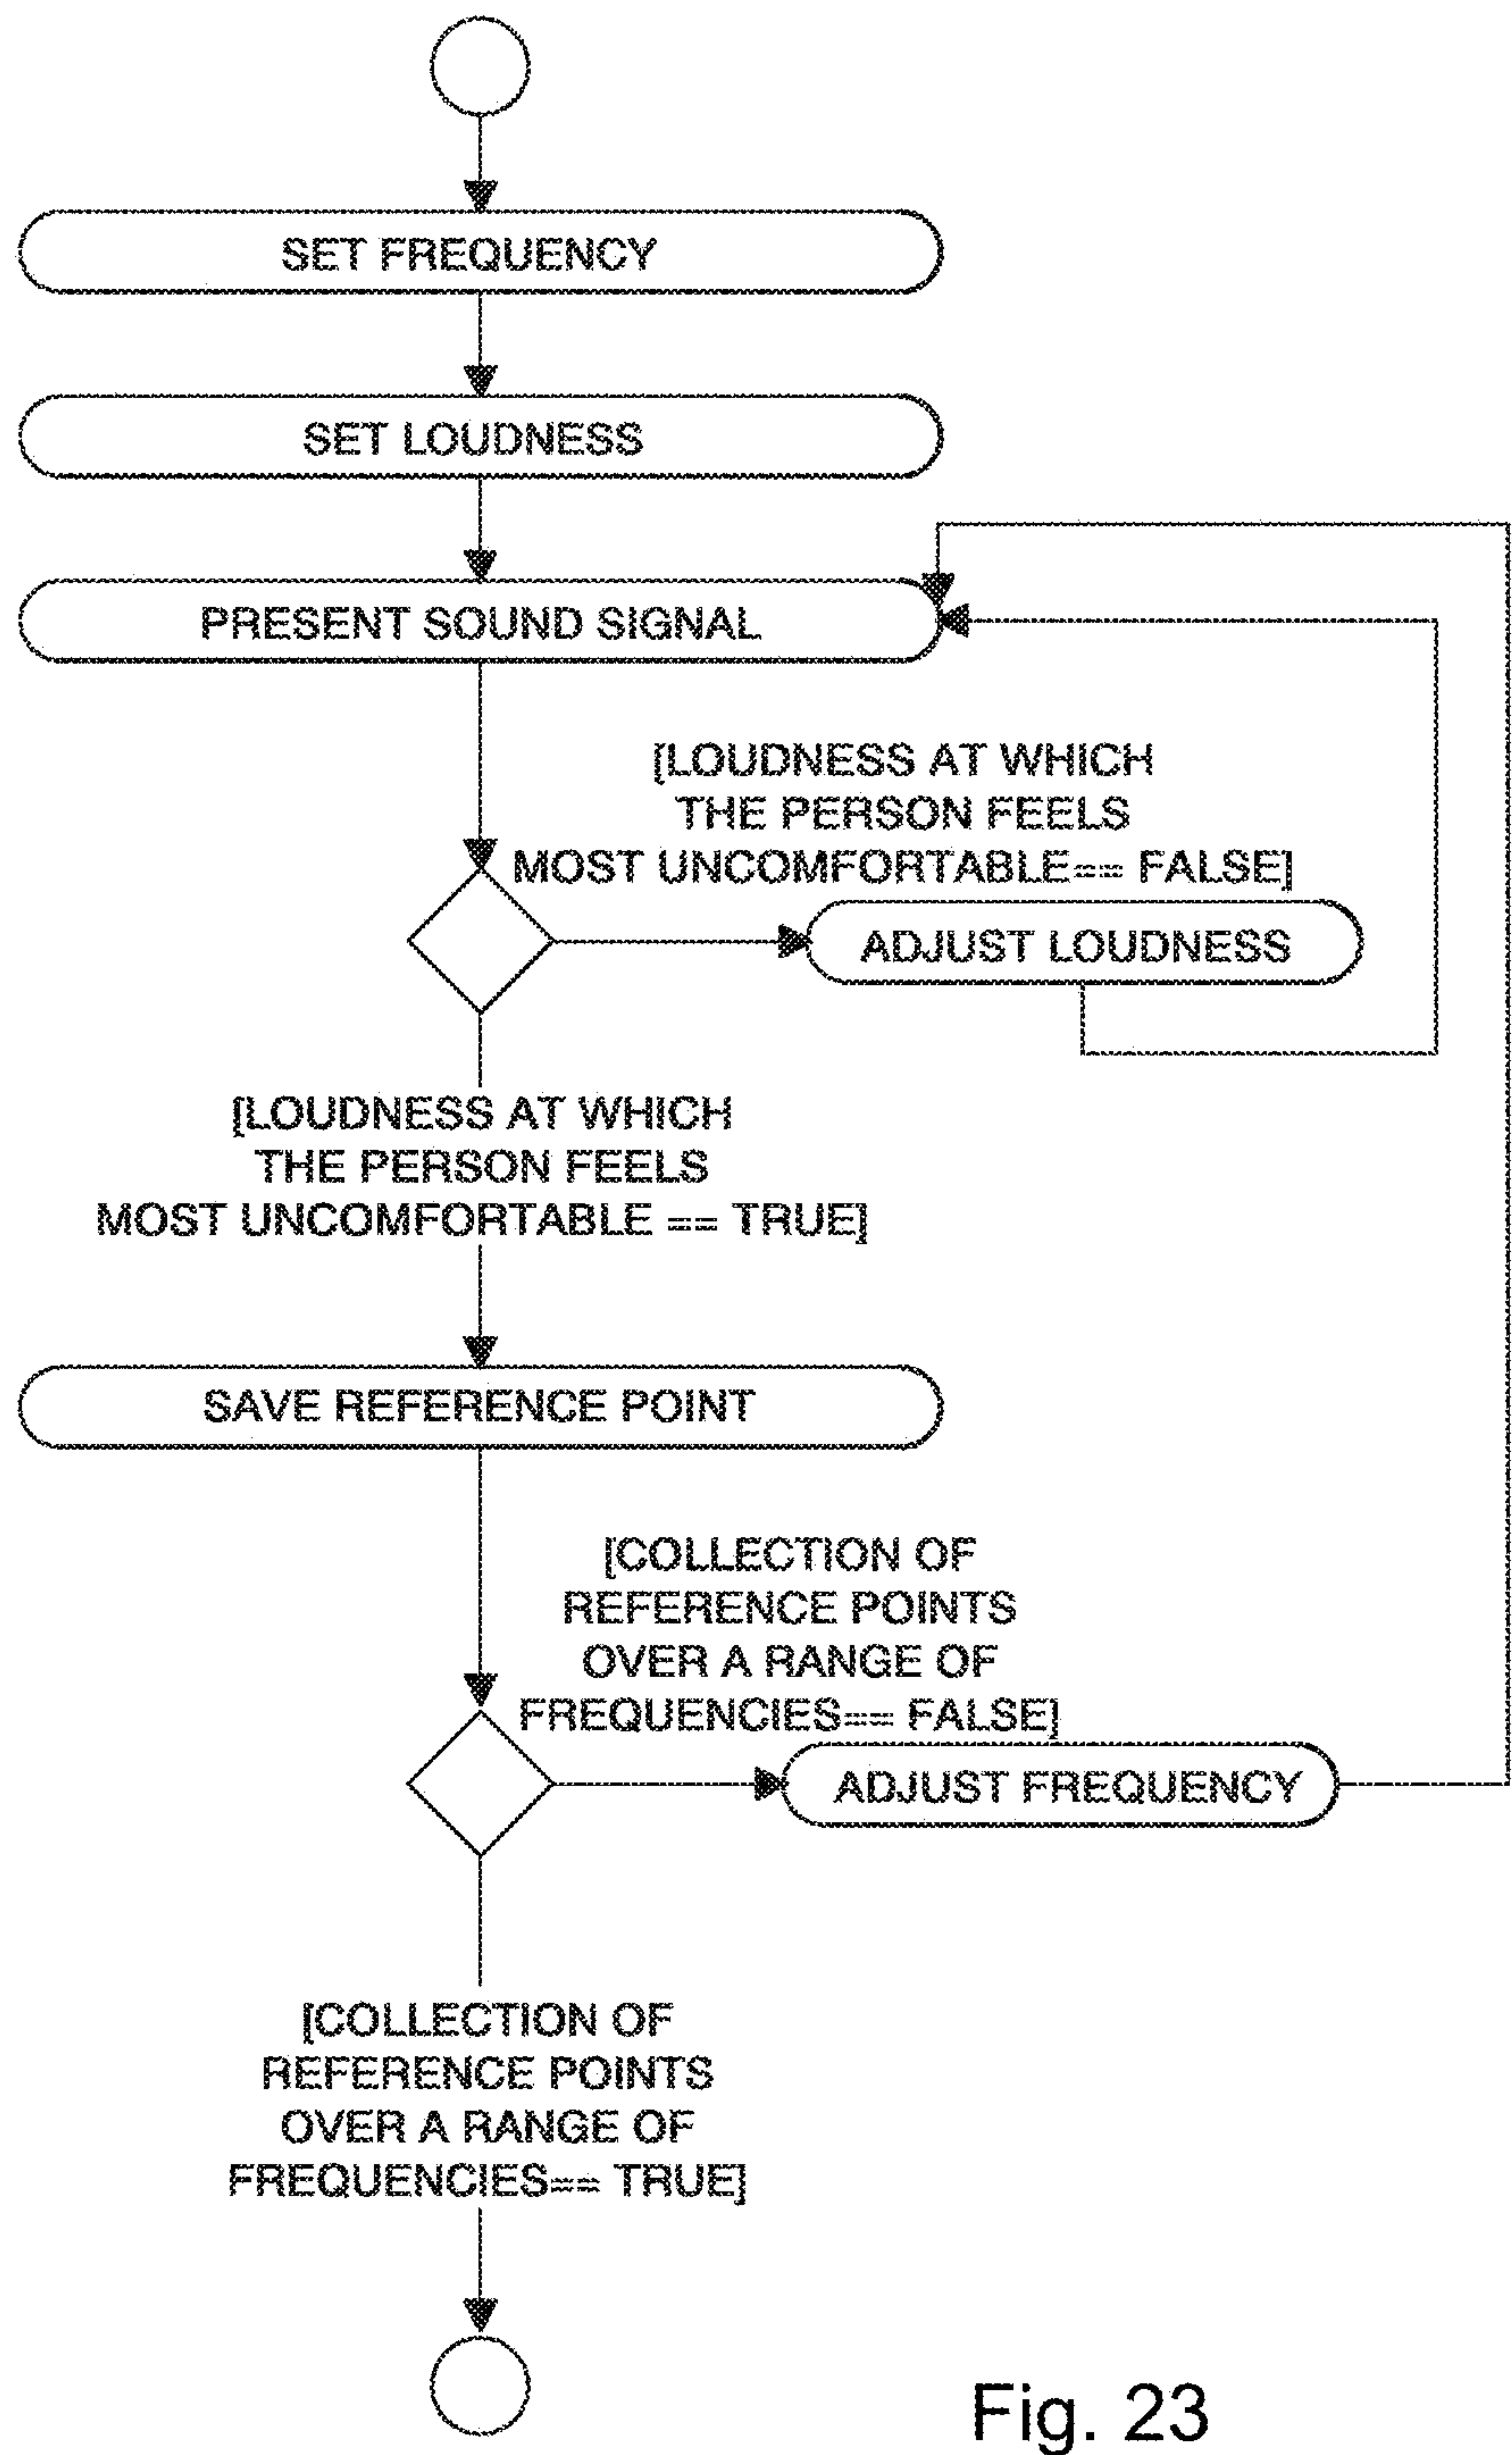 SET FREQUENCY
SET LOUDNESS
PRESENT SOUND SIGNAL
[LOUDNESS AT WHICH
THE PERSON FEELS
MOST UNCOMFORTABLE== FALSE]
ADJUST LOUDNESS
[LOUDNESS AT WHICH
THE PERSON FEELS
MOST UNCOMFORTABLE == TRUE]
SAVE REFERENCE POINT
[COLLECTION OF
REFERENCE POINTS
OVER A RANGE OF
FREQUENCIES== FALSE]
ADJUST FREQUENCY
[COLLECTION OF
REFERENCE POINTS
OVER A RANGE OF
FREQUENCIES== TRUE]
Fig. 23